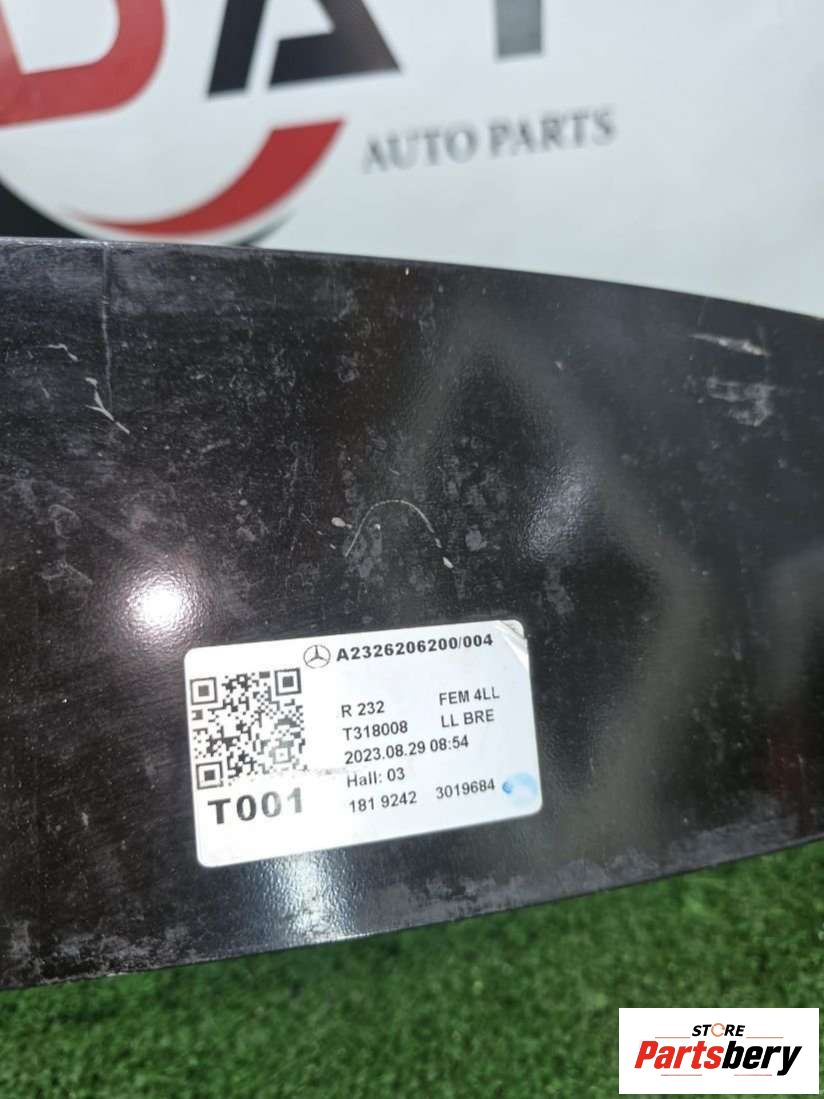 DAY
AUTO PARTS
A2326206200/004
R 232 FEM 4LL
T318008 LL BRE
2023.08.29 08:54
Hall: 03
T001 181 9242 3019684
STORE
Partsbery